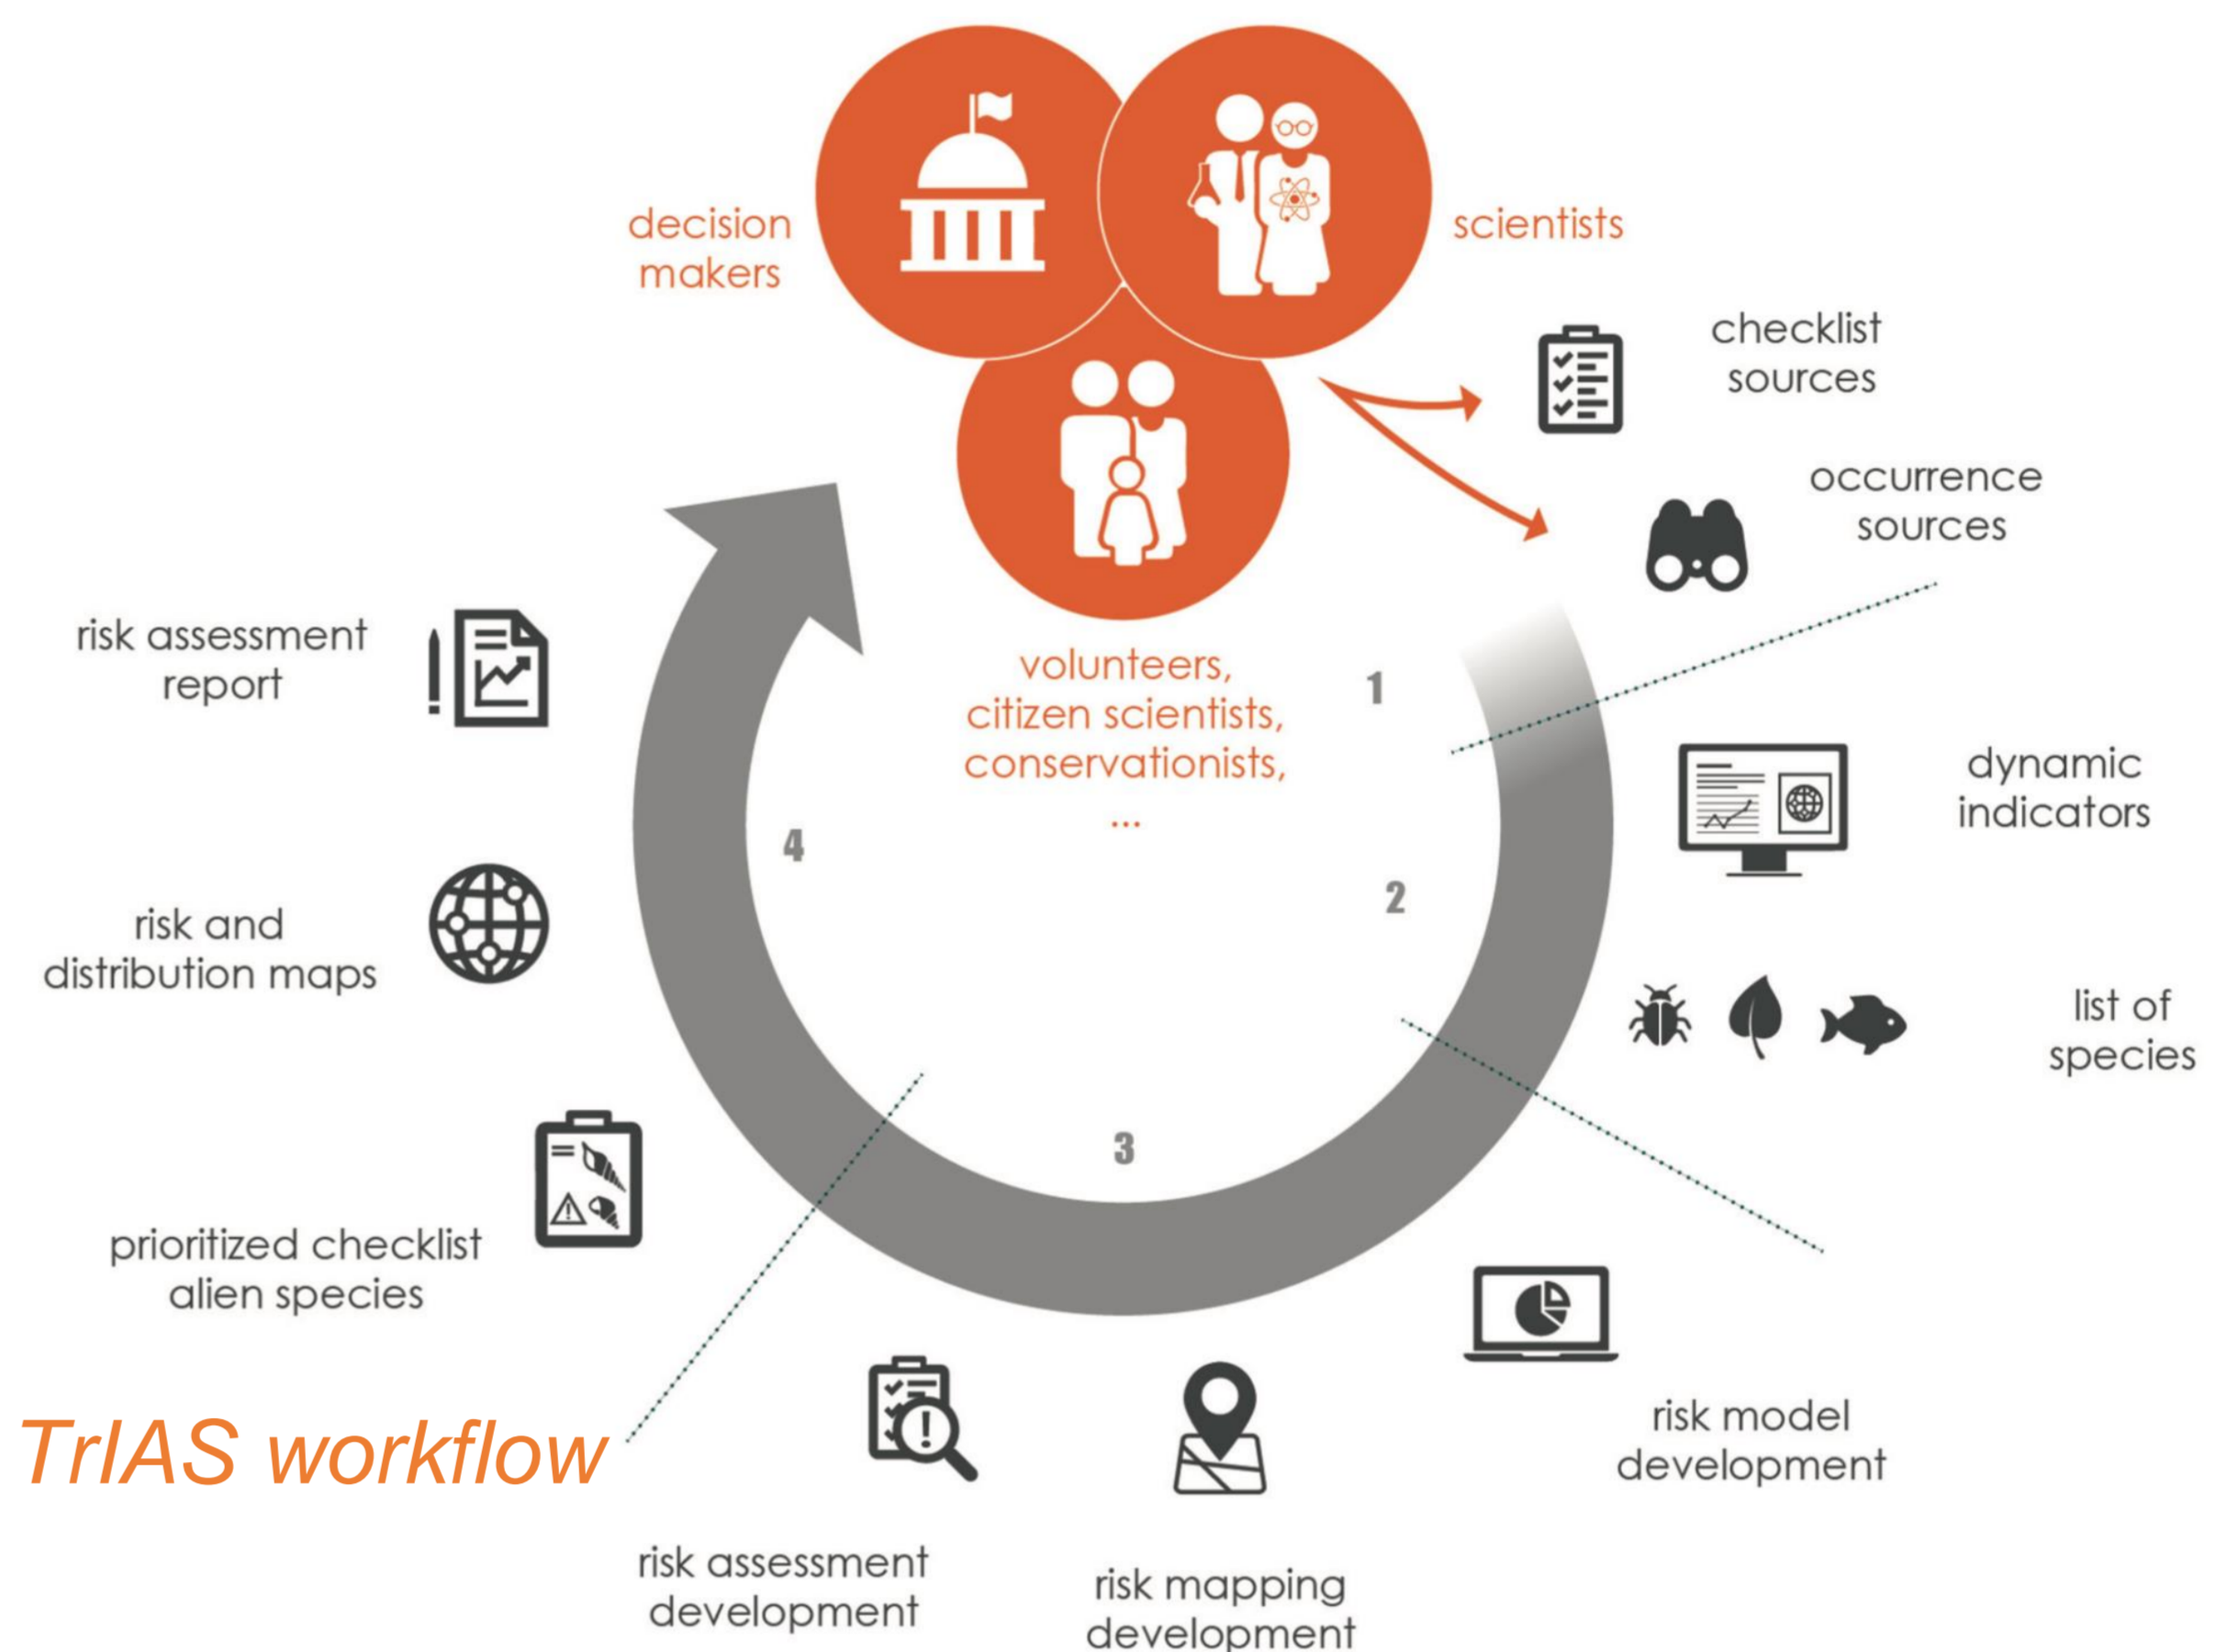 decision
makers
scientists
checklist
sources
occurrence
sources
volunteers,
citizen scientists,
conservationists,
...
1
dynamic
indicators
2
list of
species
risk model
development
3
risk mapping
development
risk assessment
development
4
prioritized checklist
alien species
risk and
distribution maps
risk assessment
report
TrIAS workflow